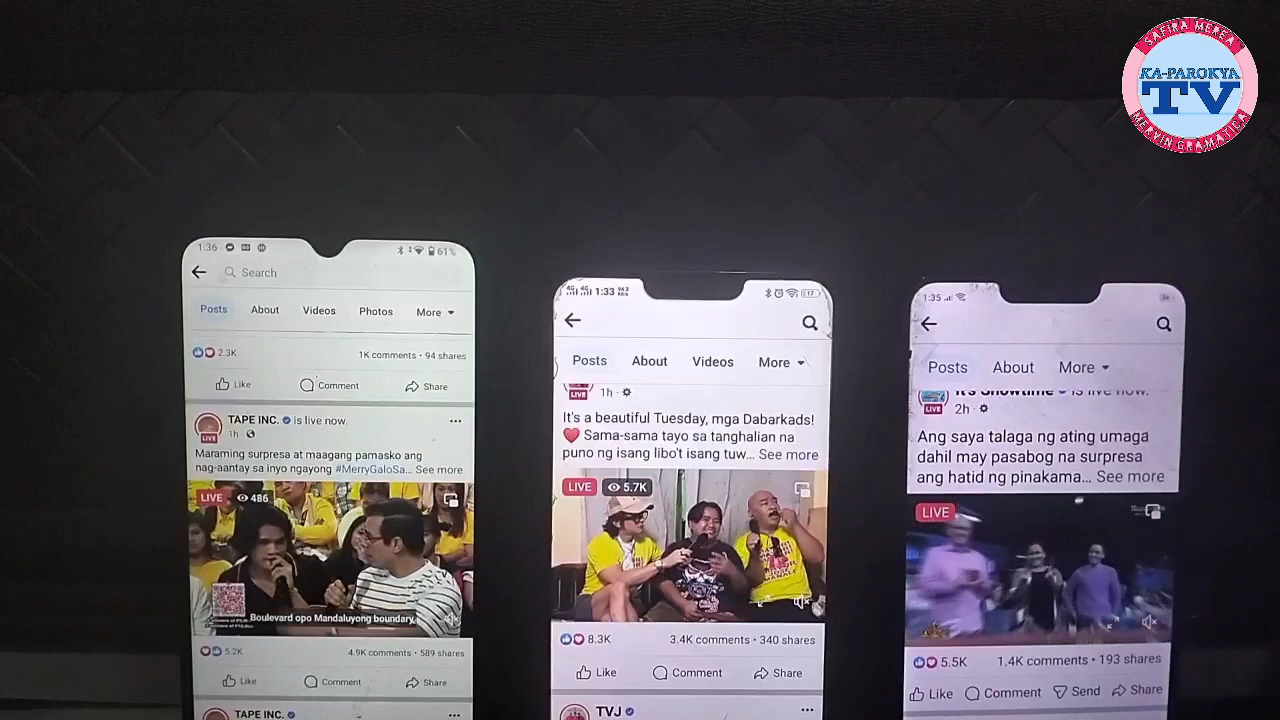 SAFIRA MEREA
KA-PAROKYA
TV
MERVIN GRAMATICA
1:36
61%
Search
Posts About Videos Photos More
2.3K 1K comments • 94 shares
Like Comment Share
TAPE INC. is live now.
LIVE
1h
Maraming surpresa at maagang pamasko ang
nag-aantay sa inyo ngayong #MerryGaloSa... See more
LIVE 486
Boulevard opo Mandaluyong boundary,
5.2K 4.9K comments • 589 shares
Like Comment Share
TAPE INC.
4G 4G 1:33
17
Posts About Videos More
LIVE
1h
It's a beautiful Tuesday, mga Dabarkads!
❤️ Sama-sama tayo sa tanghalian na
puno ng isang libo't isang tuw... See more
LIVE 5.7K
8.3K 3.4K comments • 340 shares
Like Comment Share
TVJ
1:35
Posts About More
It's Showtime is live now.
LIVE
2h
Ang saya talaga ng ating umaga
dahil may pasabog na surpresa
ang hatid ng pinakama... See more
LIVE
5.5K 1.4K comments • 193 shares
Like Comment Send Share